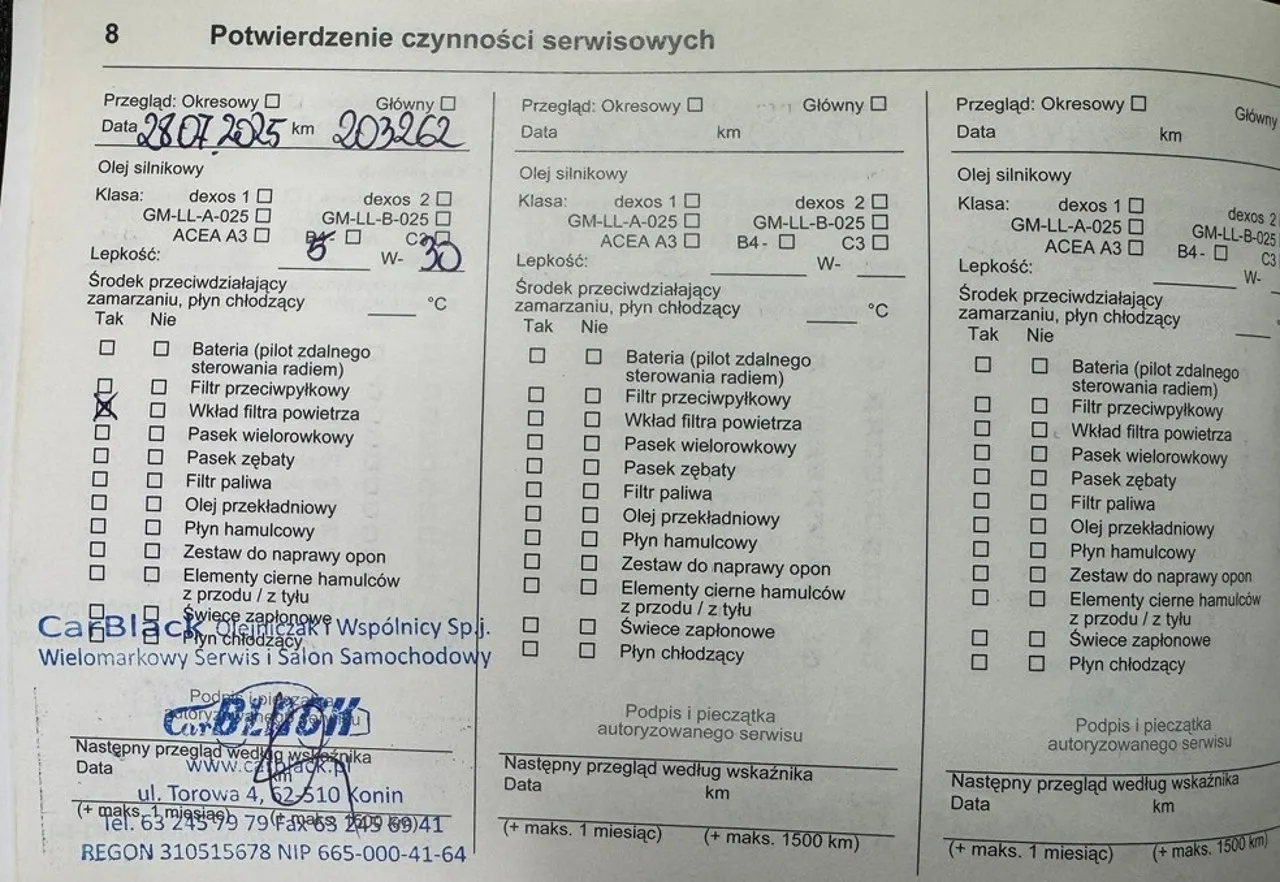 8 Potwierdzenie czynności serwisowych
Przegląd: Okresowy ☐ Główny ☐
Data 28 07 2025 km 203262
Olej silnikowy
Klasa: dexos 1 ☐ dexos 2 ☐
GM-LL-A-025 ☐ GM-LL-B-025 ☐
ACEA A3 ☐ B4- ☐ C3 ☐
Lepkość: 5 W- 30
Środek przeciwdziałający
zamarzaniu, płyn chłodzący °C
Tak Nie
☐ ☐ Bateria (pilot zdalnego
sterowania radiem)
☐ ☐ Filtr przeciwpyłkowy
☒ ☐ Wkład filtra powietrza
☐ ☐ Pasek wielorowkowy
☐ ☐ Pasek zębaty
☐ ☐ Filtr paliwa
☐ ☐ Olej przekładniowy
☐ ☐ Płyn hamulcowy
☐ ☐ Zestaw do naprawy opon
☐ ☐ Elementy cierne hamulców
z przodu / z tyłu
☐ ☐ Świece zapłonowe
CarBlack Olejniczak i Wspólnicy Sp.j.
☐ ☐ Płyn chłodzący
Wielomarkowy Serwis i Salon Samochodowy
Podpis i pieczątka
autoryzowanego serwisu
Car BLACK
Następny przegląd według wskaźnika
www.carblack.pl
Data km
ul. Torowa 4, 62-510 Konin
(+ maks. 1 miesiąc) (+ maks. 1500 km)
Tel. 63 245 79 79 Fax 63 245 69 41
REGON 310515678 NIP 665-000-41-64
Przegląd: Okresowy ☐ Główny ☐
Data km
Olej silnikowy
Klasa: dexos 1 ☐ dexos 2 ☐
GM-LL-A-025 ☐ GM-LL-B-025 ☐
ACEA A3 ☐ B4- ☐ C3 ☐
Lepkość: W-
Środek przeciwdziałający
zamarzaniu, płyn chłodzący °C
Tak Nie
☐ ☐ Bateria (pilot zdalnego
sterowania radiem)
☐ ☐ Filtr przeciwpyłkowy
☐ ☐ Wkład filtra powietrza
☐ ☐ Pasek wielorowkowy
☐ ☐ Pasek zębaty
☐ ☐ Filtr paliwa
☐ ☐ Olej przekładniowy
☐ ☐ Płyn hamulcowy
☐ ☐ Zestaw do naprawy opon
☐ ☐ Elementy cierne hamulców
z przodu / z tyłu
☐ ☐ Świece zapłonowe
☐ ☐ Płyn chłodzący
Podpis i pieczątka
autoryzowanego serwisu
Następny przegląd według wskaźnika
Data km
(+ maks. 1 miesiąc) (+ maks. 1500 km)
Przegląd: Okresowy ☐ Główny
Data km
Olej silnikowy
Klasa: dexos 1 ☐ dexos 2
GM-LL-A-025 ☐ GM-LL-B-025
ACEA A3 ☐ B4- ☐ C3
Lepkość: W-
Środek przeciwdziałający
zamarzaniu, płyn chłodzący
Tak Nie
☐ ☐ Bateria (pilot zdalnego
sterowania radiem)
☐ ☐ Filtr przeciwpyłkowy
☐ ☐ Wkład filtra powietrza
☐ ☐ Pasek wielorowkowy
☐ ☐ Pasek zębaty
☐ ☐ Filtr paliwa
☐ ☐ Olej przekładniowy
☐ ☐ Płyn hamulcowy
☐ ☐ Zestaw do naprawy opon
☐ ☐ Elementy cierne hamulców
z przodu / z tyłu
☐ ☐ Świece zapłonowe
☐ ☐ Płyn chłodzący
Podpis i pieczątka
autoryzowanego serwisu
Następny przegląd według wskaźnika
Data km
(+ maks. 1 miesiąc) (+ maks. 1500 km)